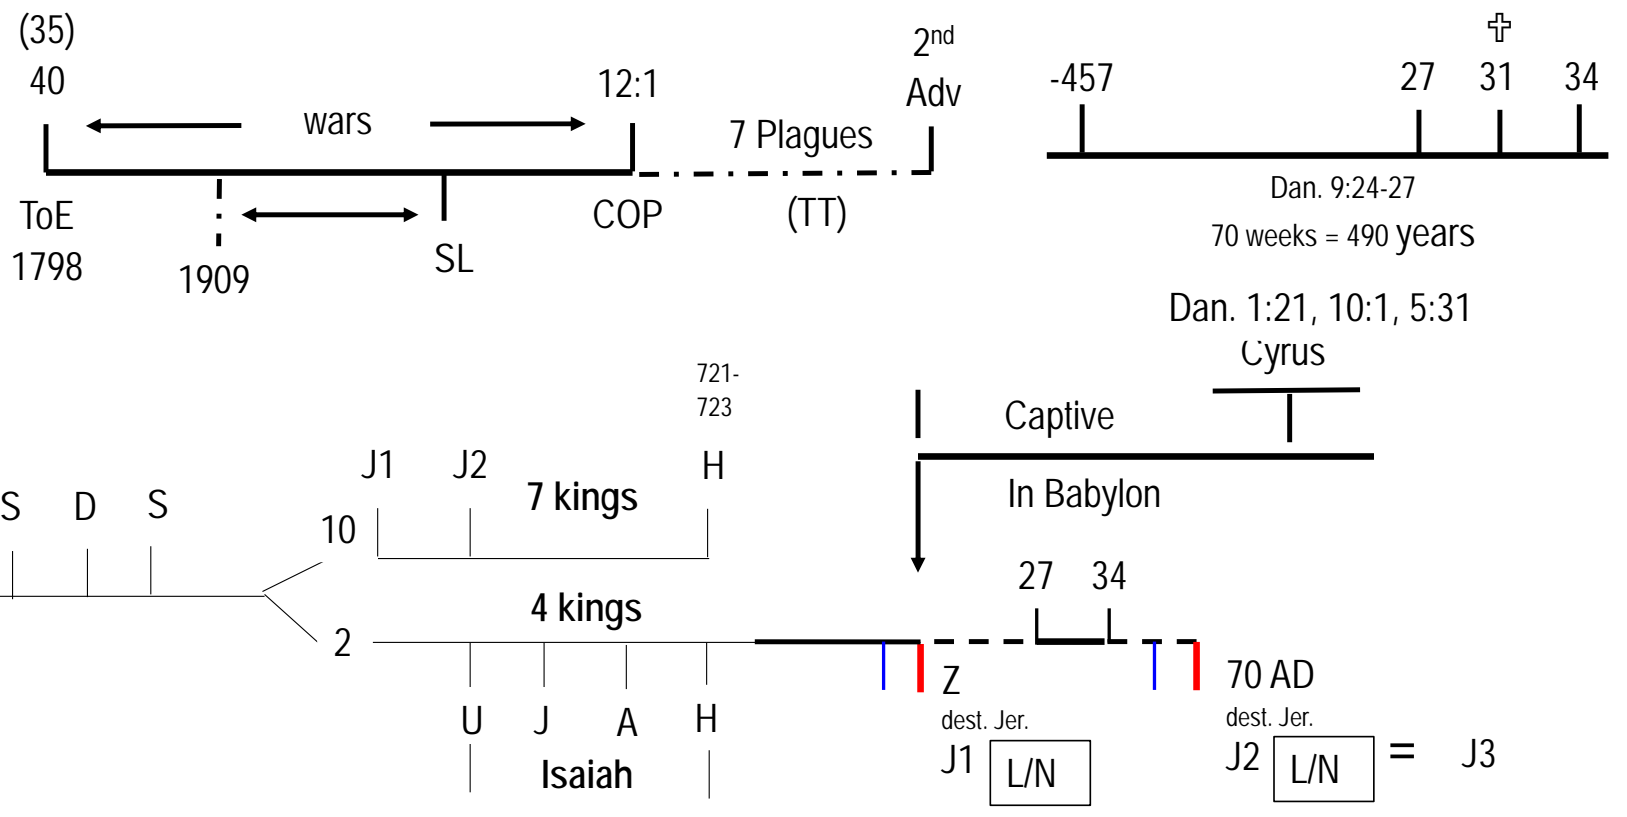 (35)
40
wars
12:1
7 Plagues
2nd
Adv
ToE
1798
1909
SL
COP
(TT)
-457
27
✞
31
34
Dan. 9:24-27
70 weeks = 490 years
Dan. 1:21, 10:1, 5:31
Cyrus
Captive
In Babylon
721-
723
S
D
S
10
J1
J2
7 kings
H
2
4 kings
U
J
A
H
Isaiah
27
34
Z
dest. Jer.
J1
L/N
70 AD
dest. Jer.
J2
L/N
=
J3